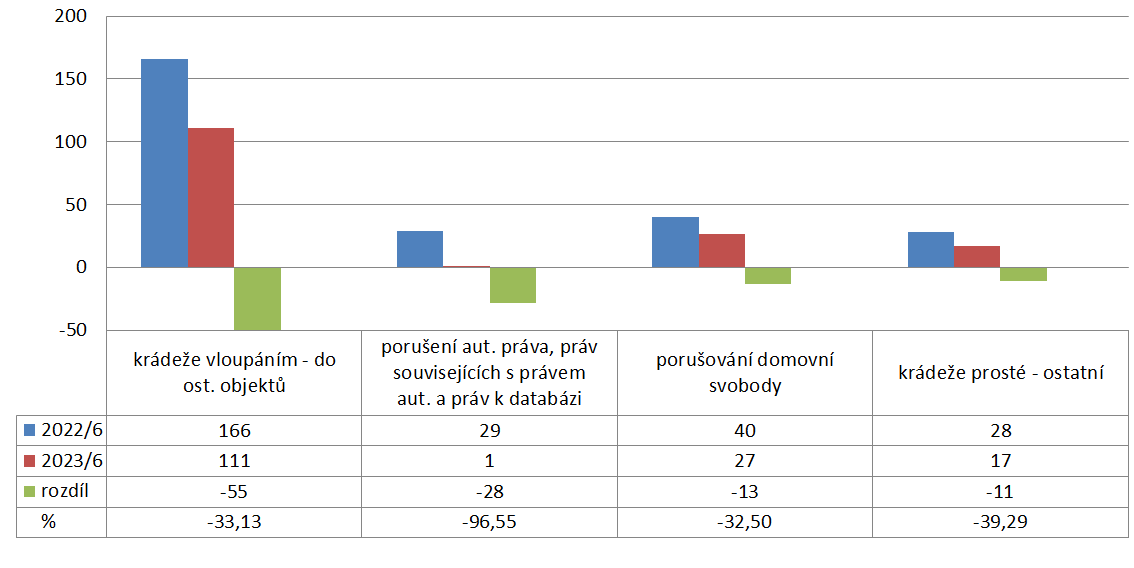 200
150
100
50
0
-50
krádeže vloupáním - do
ost. objektů
porušení aut. práva, práv
souvisejících s právem
aut. a práv k databázi
porušování domovní
svobody
krádeže prosté - ostatní
2022/6 166 29 40 28
2023/6 111 1 27 17
rozdíl -55 -28 -13 -11
% -33,13 -96,55 -32,50 -39,29